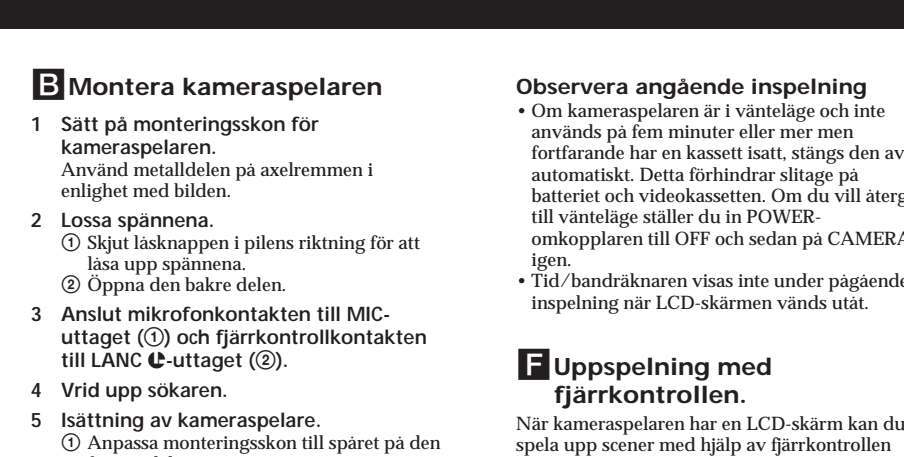 B Montera kameraspelaren
1 Sätt på monteringsskon för
kameraspelaren.
Använd metalldelen på axelremmen i
enlighet med bilden.
2 Lossa spännena.
① Skjut låsknappen i pilens riktning för att
låsa upp spännena.
② Öppna den bakre delen.
3 Anslut mikrofonkontakten till MIC-
uttaget (①) och fjärrkontrollkontakten
till LANC -uttaget (②).
4 Vrid upp sökaren.
5 Isättning av kameraspelare.
① Anpassa monteringsskon till spåret på den
Observera angående inspelning
• Om kameraspelaren är i vänteläge och inte
används på fem minuter eller mer men
fortfarande har en kassett isatt, stängs den av
automatiskt. Detta förhindrar slitage på
batteriet och videokassetten. Om du vill återg
till vänteläge ställer du in POWER-
omkopplaren till OFF och sedan på CAMERA
igen.
• Tid/bandräknaren visas inte under pågående
inspelning när LCD-skärmen vänds utåt.
F Uppspelning med
fjärrkontrollen.
När kameraspelaren har en LCD-skärm kan du
spela upp scener med hjälp av fjärrkontrollen